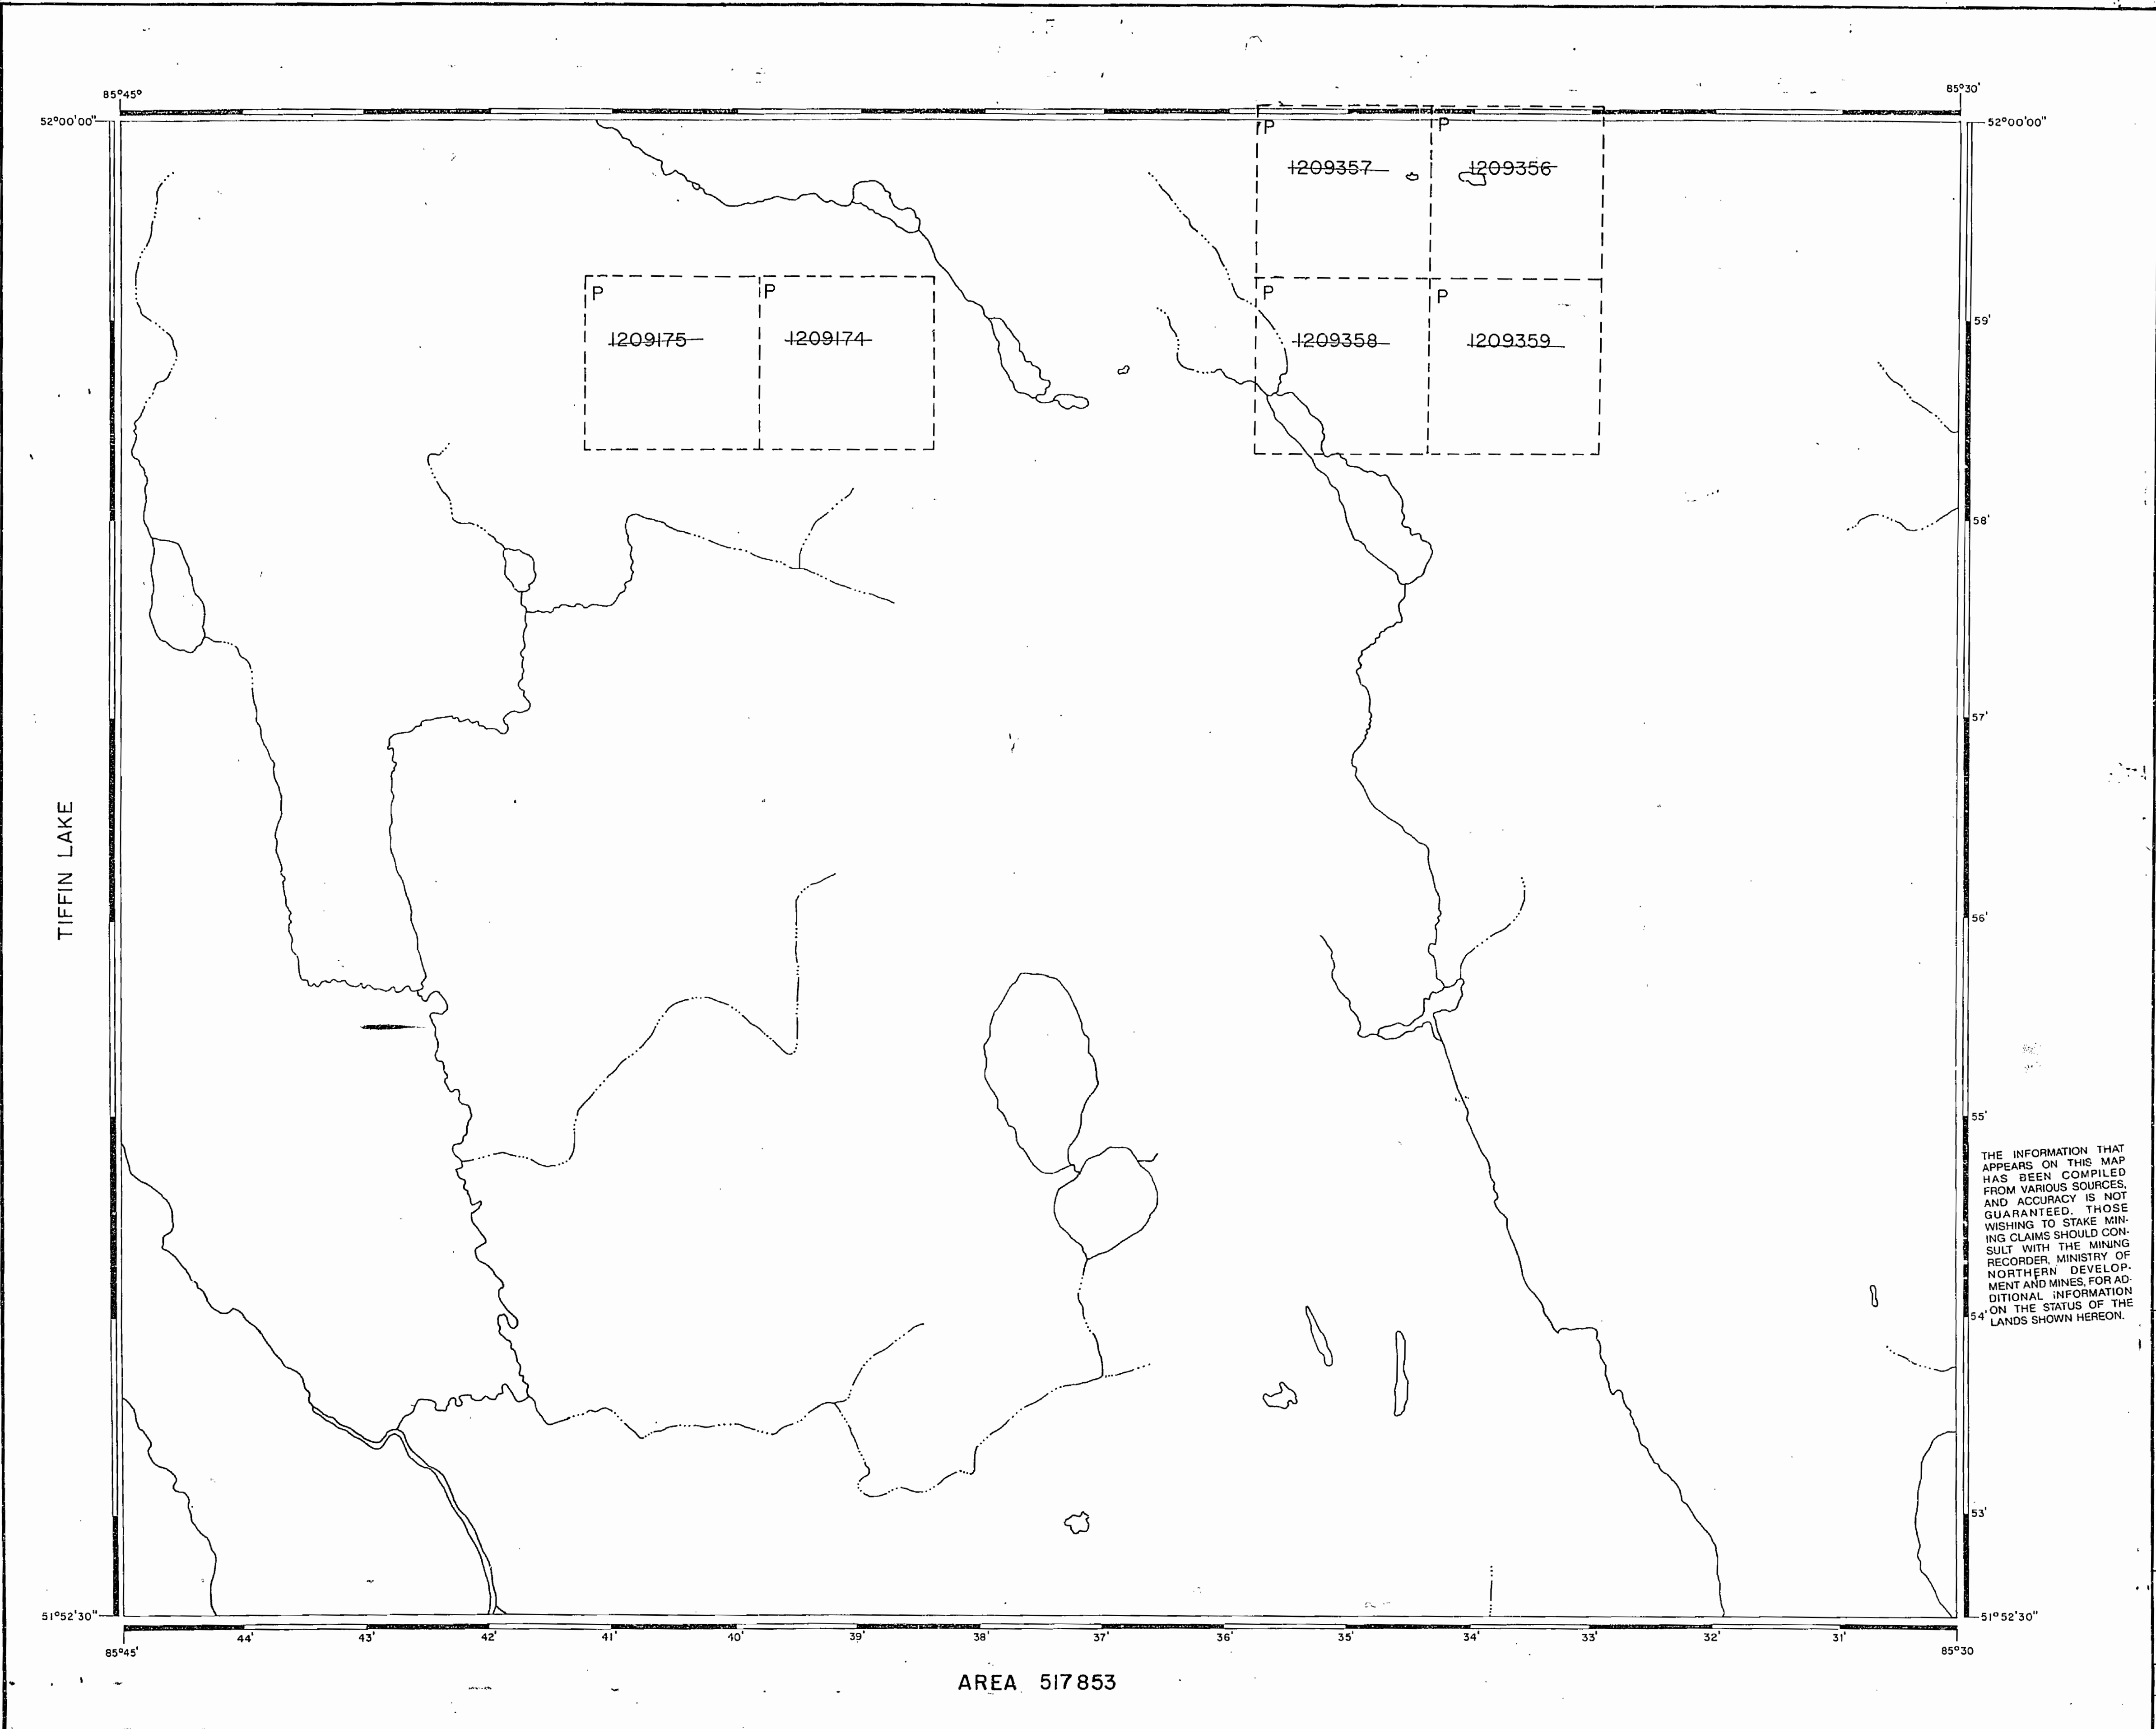 85°45°
85°30'
52°00'00"
52°00'00"
P
P
1209357
1209356
P
P
P
P
1209175
1209174
1209358
1209359
59'
58'
57'
TIFFIN LAKE
56'
55'
THE INFORMATION THAT
APPEARS ON THIS MAP
HAS BEEN COMPILED
FROM VARIOUS SOURCES,
AND ACCURACY IS NOT
GUARANTEED. THOSE
WISHING TO STAKE MIN-
ING CLAIMS SHOULD CON-
SULT WITH THE MINING
RECORDER, MINISTRY OF
NORTHERN DEVELOP-
MENT AND MINES, FOR AD-
DITIONAL INFORMATION
ON THE STATUS OF THE
LANDS SHOWN HEREON.
54'
53'
51°52'30"
51°52'30"
85°45'
44'
43'
42'
41'
40'
39'
38'
37'
36'
35'
34'
33'
32'
31'
85°30
AREA 517853